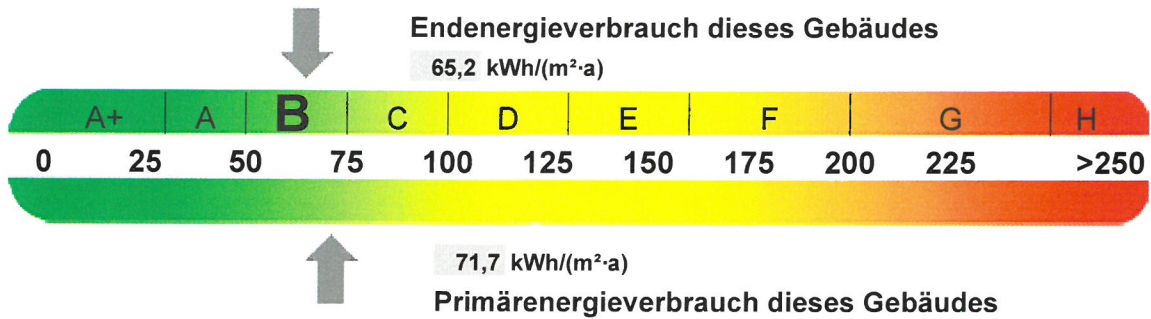 Endenergieverbrauch dieses Gebäudes
65,2 kWh/(m²·a)
A+ A B C D E F G H
0 25 50 75 100 125 150 175 200 225 >250
71,7 kWh/(m²·a)
Primärenergieverbrauch dieses Gebäudes